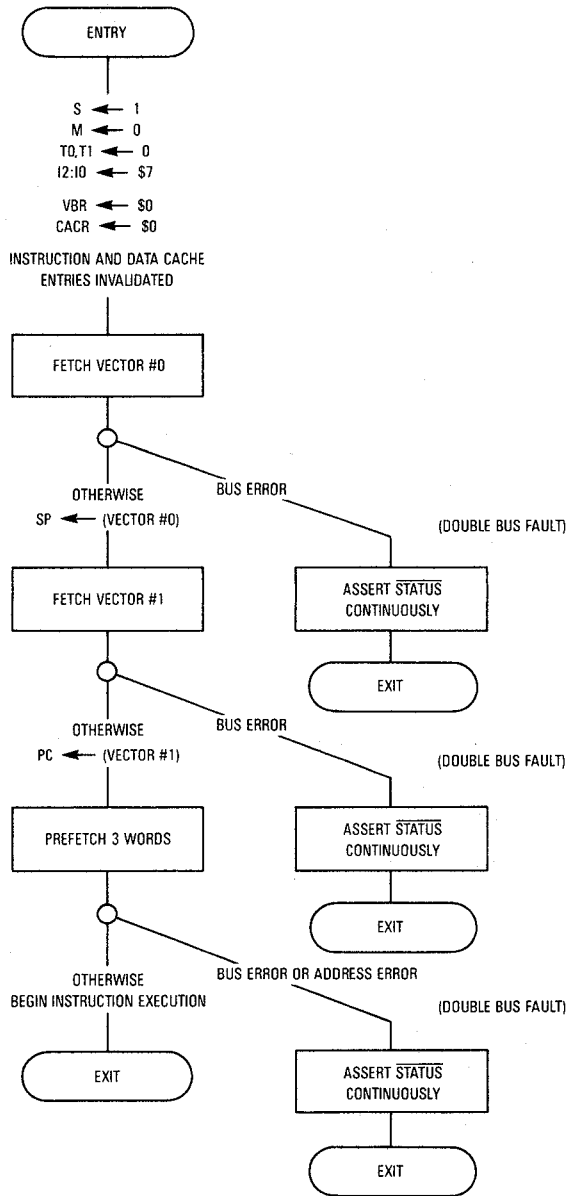 ENTRY
S ← 1
M ← 0
T0,T1 ← 0
I2:I0 ← $7
VBR ← $0
CACR ← $0
INSTRUCTION AND DATA CACHE
ENTRIES INVALIDATED
FETCH VECTOR #0
BUS ERROR
OTHERWISE
SP ← (VECTOR #0)
(DOUBLE BUS FAULT)
FETCH VECTOR #1
ASSERT STATUS
CONTINUOUSLY
EXIT
BUS ERROR
OTHERWISE
PC ← (VECTOR #1)
(DOUBLE BUS FAULT)
PREFETCH 3 WORDS
ASSERT STATUS
CONTINUOUSLY
EXIT
BUS ERROR OR ADDRESS ERROR
OTHERWISE
BEGIN INSTRUCTION EXECUTION
(DOUBLE BUS FAULT)
EXIT
ASSERT STATUS
CONTINUOUSLY
EXIT